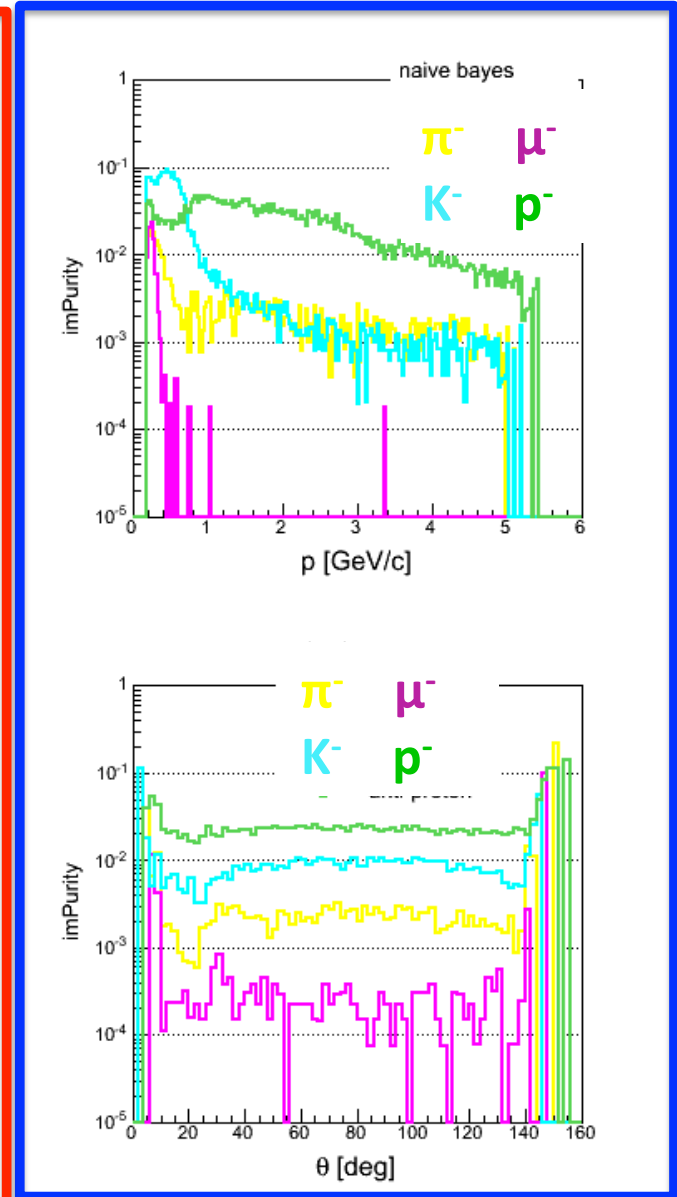 naive bayes
1
π⁻ μ⁻
K⁻ p⁻
10⁻¹
10⁻²
10⁻³
10⁻⁴
10⁻⁵
imPurity
0 1 2 3 4 5 6
p [GeV/c]
1
π⁻ μ⁻
K⁻ p⁻
10⁻¹
10⁻²
10⁻³
10⁻⁴
10⁻⁵
imPurity
0 20 40 60 80 100 120 140 160
θ [deg]